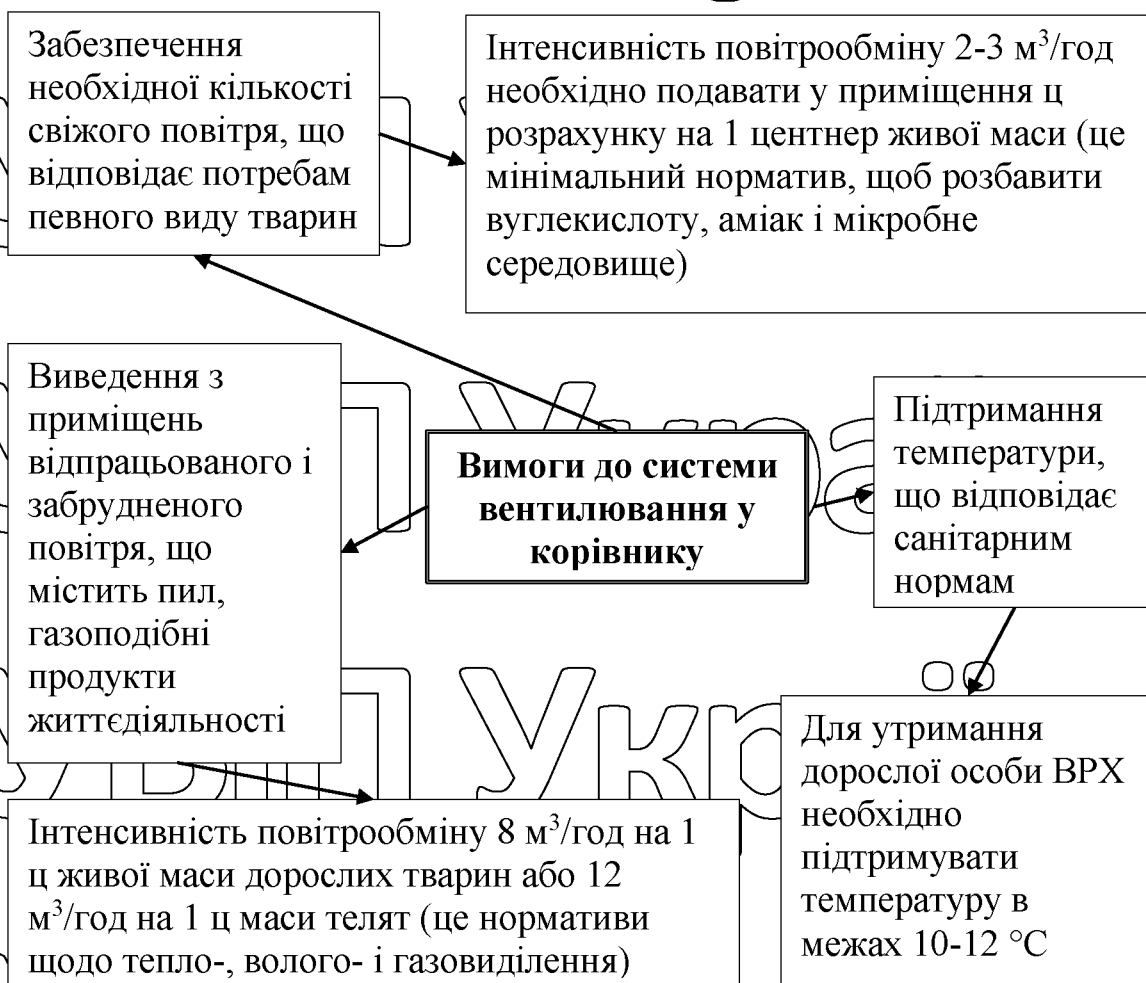 Забезпечення
необхідної кількості
свіжого повітря, що
відповідає потребам
певного виду тварин
Інтенсивність повітрообміну 2-3 м³/год
необхідно подавати у приміщення ц
розрахунку на 1 центнер живої маси (це
мінімальний норматив, щоб розбавити
вуглекислоту, аміак і мікробне
середовище)
Виведення з
приміщень
відпрацьованого і
забрудненого
повітря, що
містить пил,
газоподібні
продукти
життєдіяльності
Вимоги до системи
вентилювання у
корівнику
Підтримання
температури,
що відповідає
санітарним
нормам
Інтенсивність повітрообміну 8 м³/год на 1
ц живої маси дорослих тварин або 12
м³/год на 1 ц маси телят (це нормативи
щодо тепло-, волого- і газовиділення)
Для утримання
дорослої особи ВРХ
необхідно
підтримувати
температуру в
межах 10-12 °С